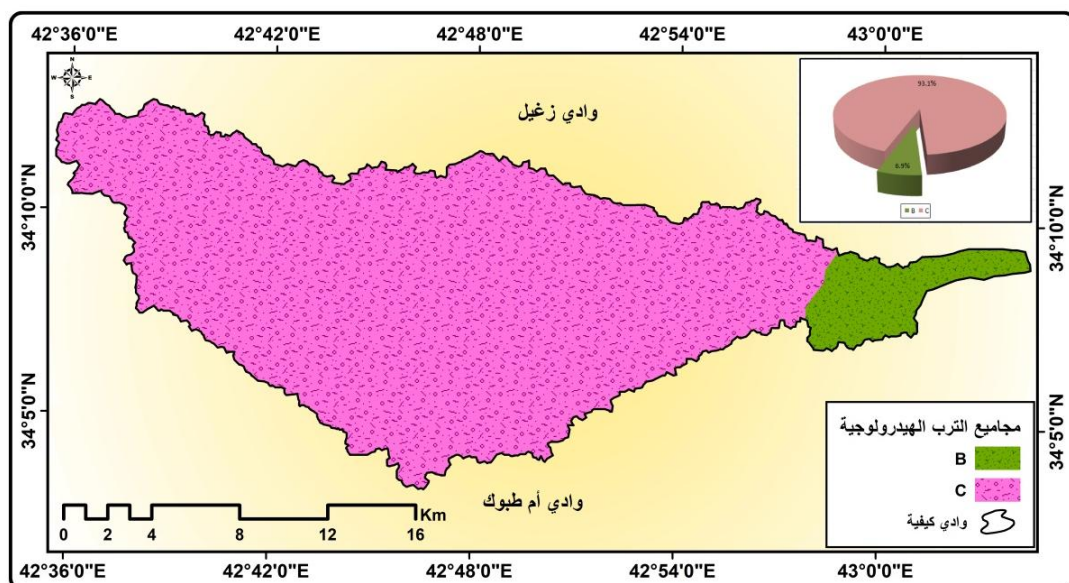 42°36'0"E 42°42'0"E 42°48'0"E 42°54'0"E 43°0'0"E
N
W E
S
93.1%
6.9%
B C
وادي زغيل
34°10'0"N
34°10'0"N
34°5'0"N
34°5'0"N
مجاميع الترب الهيدرولوجية
B
C
وادي كيفية
وادي أم طبوك
Km
0 2 4 8 12 16
42°36'0"E 42°42'0"E 42°48'0"E 42°54'0"E 43°0'0"E